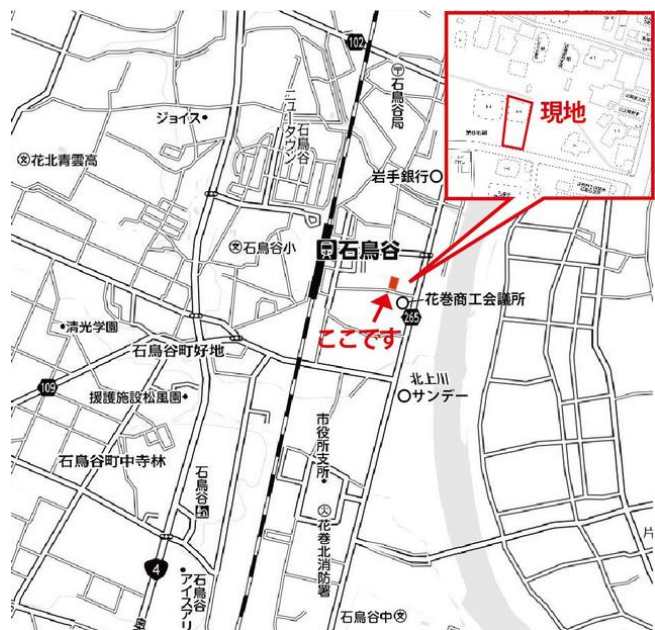 102
〒石鳥谷局
石鳥谷
ニュータウン
ジョイス
文花北青雲高
岩手銀行
現地
文石鳥谷小
石鳥谷
花巻商工会議所
265
ここです
清光学園
石鳥谷町好地
北上川
サンデー
109
援護施設松風園
市役所支所
石鳥谷町中寺林
石鳥谷
花巻北消防署
4
石鳥谷
アイスアリ
石鳥谷中文
片